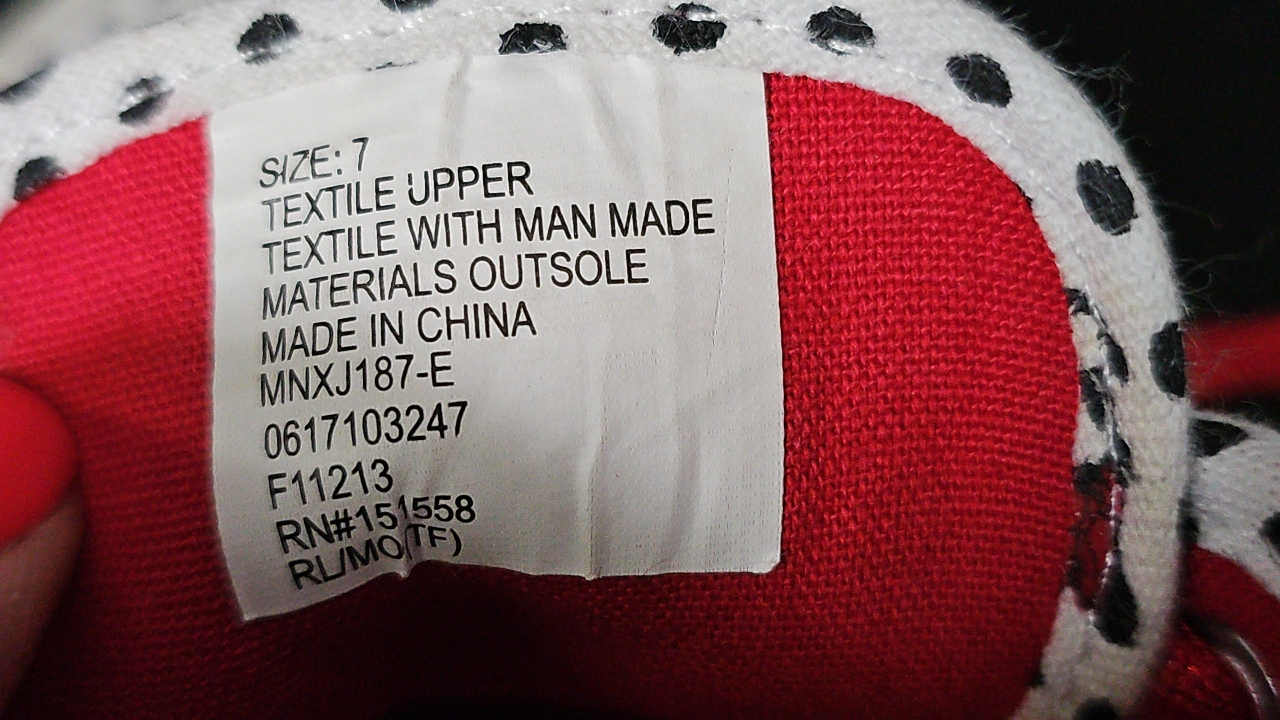 SIZE: 7
TEXTILE UPPER
TEXTILE WITH MAN MADE
MATERIALS OUTSOLE
MADE IN CHINA
MNXJ187-E
0617103247
F11213
RN#151558
RL/MO(TF)